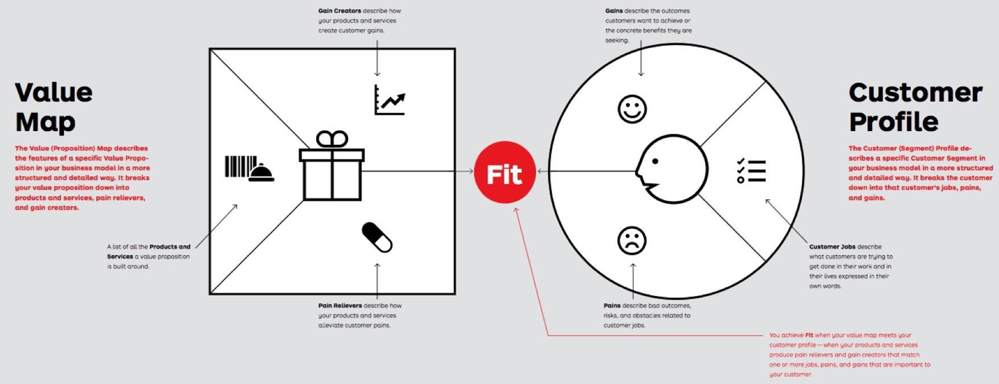 Gain Creators describe how
your products and services
create customer gains.
Gains describe the outcomes
customers want to achieve or
the concrete benefits they are
seeking.
Value
Map
The Value (Proposition) Map describes
the features of a specific Value Propo-
sition in your business model in a more
structured and detailed way. It breaks
your value proposition down into
products and services, pain relievers,
and gain creators.
A list of all the Products and
Services a value proposition
is built around.
Pain Relievers describe how
your products and services
alleviate customer pains.
Fit
Pains describe bad outcomes,
risks, and obstacles related to
customer jobs.
Customer
Profile
The Customer (Segment) Profile de-
scribes a specific Customer Segment in
your business model in a more structured
and detailed way. It breaks the customer
down into that customer's jobs, pains,
and gains.
Customer Jobs describe
what customers are trying to
get done in their work and in
their lives expressed in their
own words.
You achieve Fit when your value map meets your
customer profile—when your products and services
produce pain relievers and gain creators that match
one or more jobs, pains, and gains that are important to
your customer.